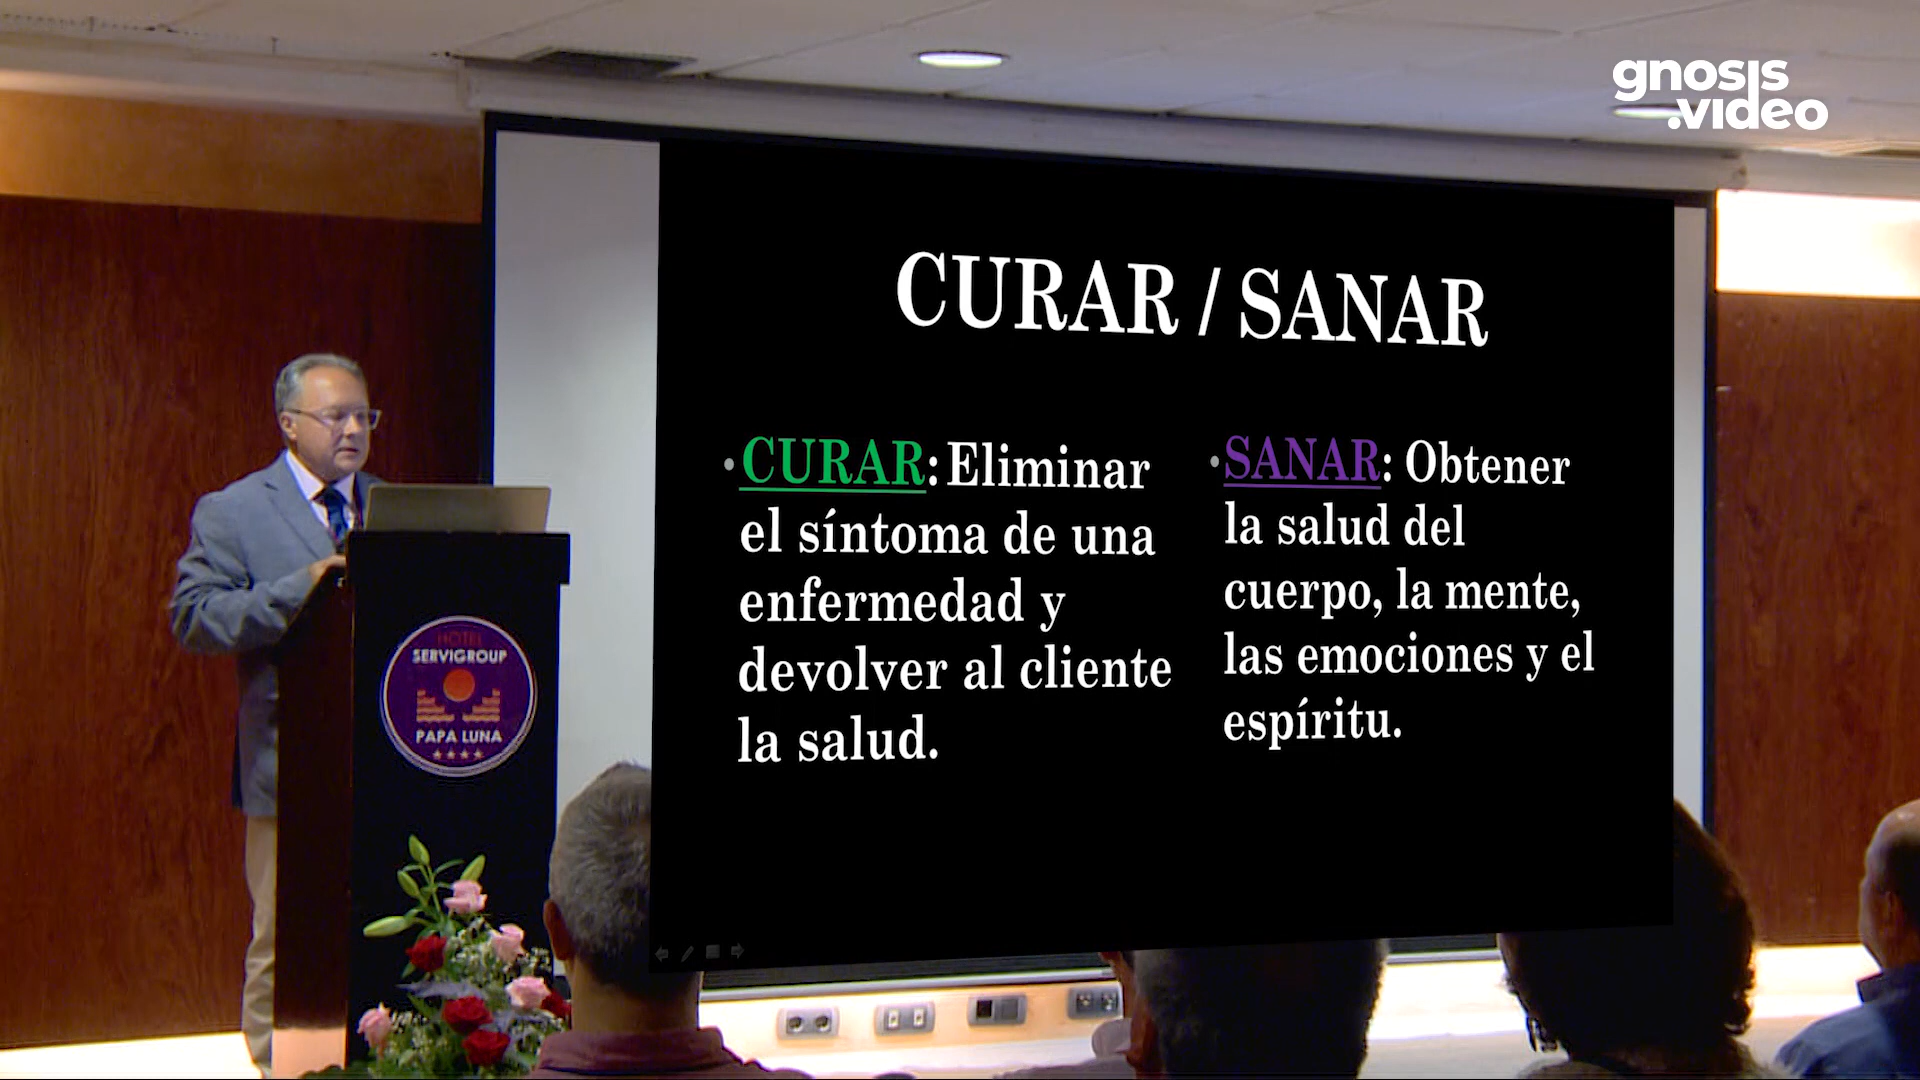 gnosis
.video
CURAR / SANAR
•CURAR: Eliminar
el síntoma de una
enfermedad y
devolver al cliente
la salud.
•SANAR: Obtener
la salud del
cuerpo, la mente,
las emociones y el
espíritu.
HOTEL
SERVIGROUP
PAPA LUNA